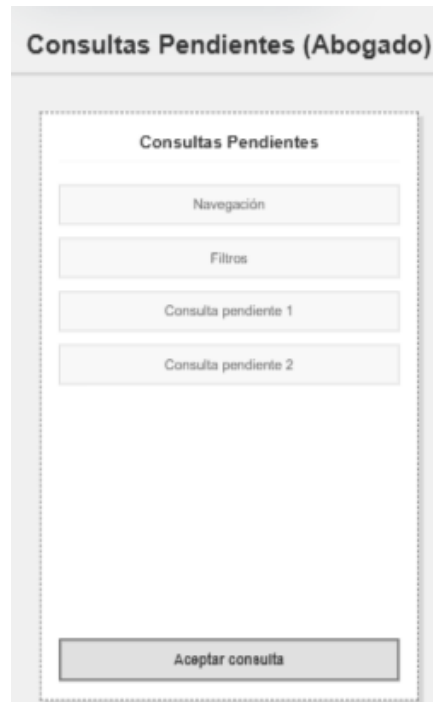 Consultas Pendientes (Abogado)
Consultas Pendientes
Navegación
Filtros
Consulta pendiente 1
Consulta pendiente 2
Aceptar consulta